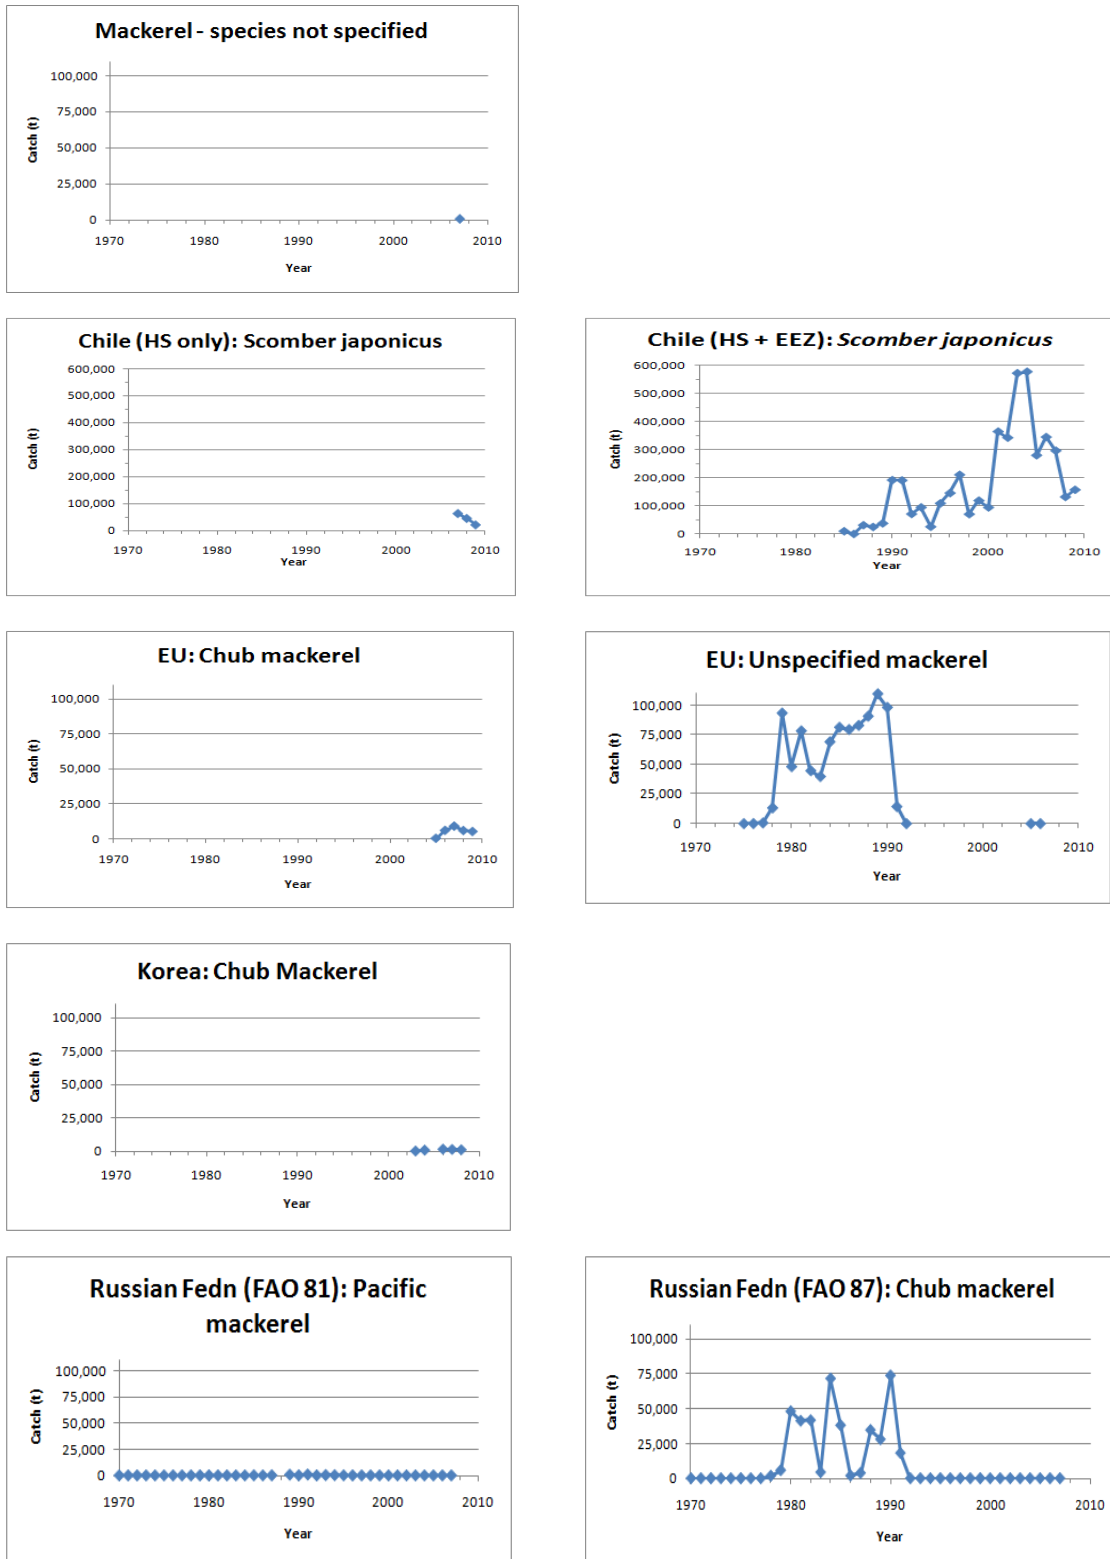 Mackerel - species not specified
100,000
75,000
50,000
25,000
0
Catch (t)
1970 1980 1990 2000 2010
Year
Chile (HS only): Scomber japonicus
600,000
500,000
400,000
300,000
200,000
100,000
0
Catch (t)
1970 1980 1990 2000 2010
Year
Chile (HS + EEZ): Scomber japonicus
600,000
500,000
400,000
300,000
200,000
100,000
0
Catch (t)
1970 1980 1990 2000 2010
Year
EU: Chub mackerel
100,000
75,000
50,000
25,000
0
Catch (t)
1970 1980 1990 2000 2010
Year
EU: Unspecified mackerel
100,000
75,000
50,000
25,000
0
Catch (t)
1970 1980 1990 2000 2010
Year
Korea: Chub Mackerel
100,000
75,000
50,000
25,000
0
Catch (t)
1970 1980 1990 2000 2010
Year
Russian Fedn (FAO 81): Pacific
mackerel
100,000
75,000
50,000
25,000
0
Catch (t)
1970 1980 1990 2000 2010
Year
Russian Fedn (FAO 87): Chub mackerel
100,000
75,000
50,000
25,000
0
Catch (t)
1970 1980 1990 2000 2010
Year